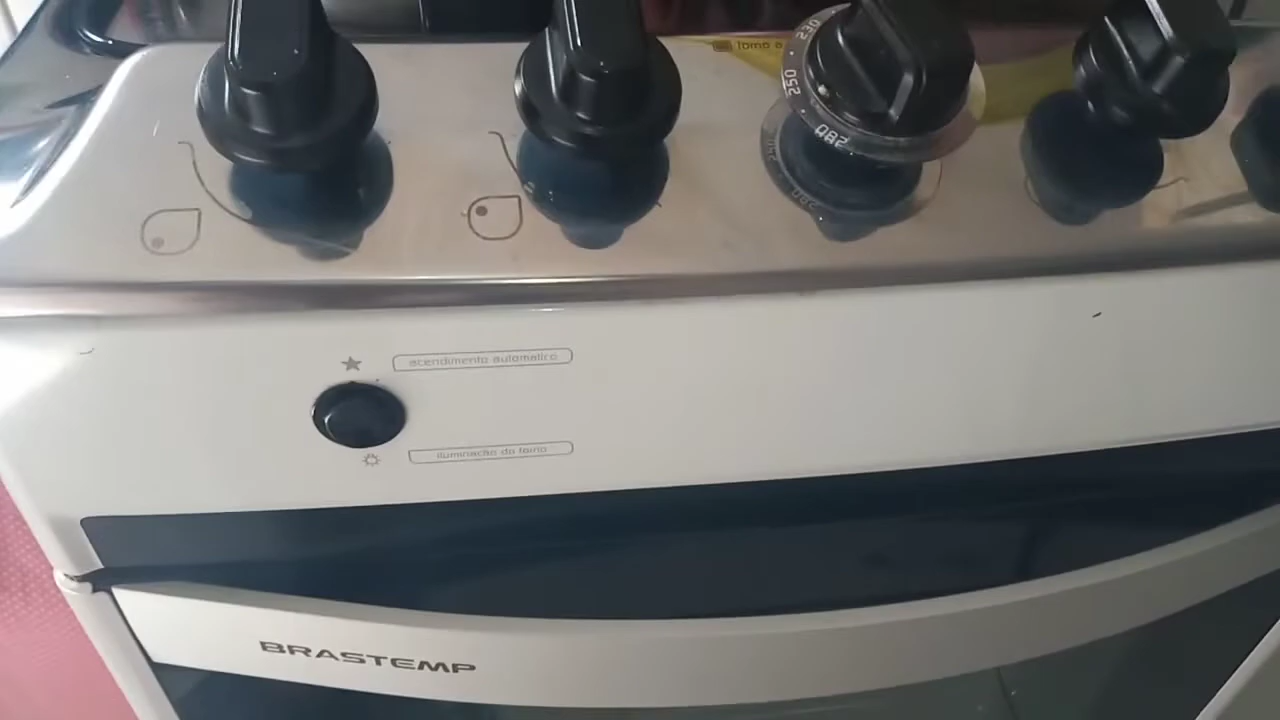 forno
230
250
280
acendimento automático
iluminação do forno
BRASTEMP